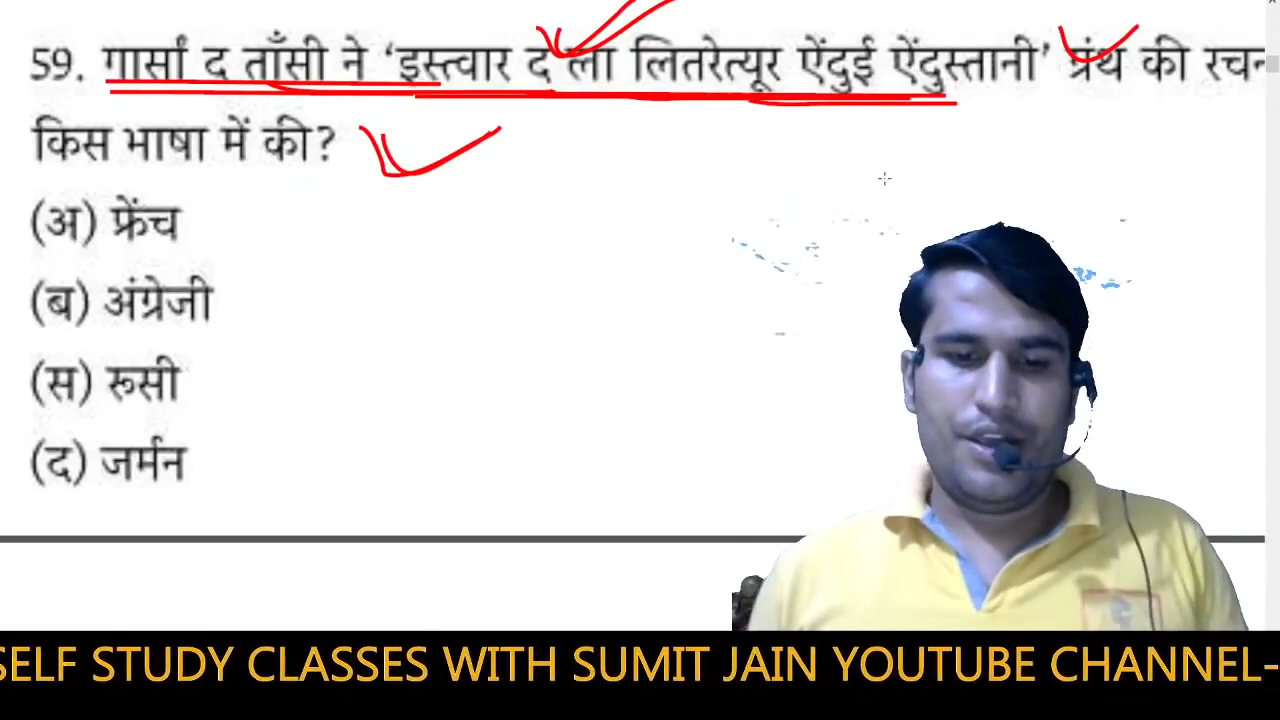 59. गार्सां द ताँसी ने ‘इस्त्वार द ला लितरेत्यूर ऐंदुई ऐंदुस्तानी’ ग्रंथ की रचन
किस भाषा में की?
(अ) फ्रेंच
(ब) अंग्रेजी
(स) रूसी
(द) जर्मन
SELF STUDY CLASSES WITH SUMIT JAIN YOUTUBE CHANNEL-